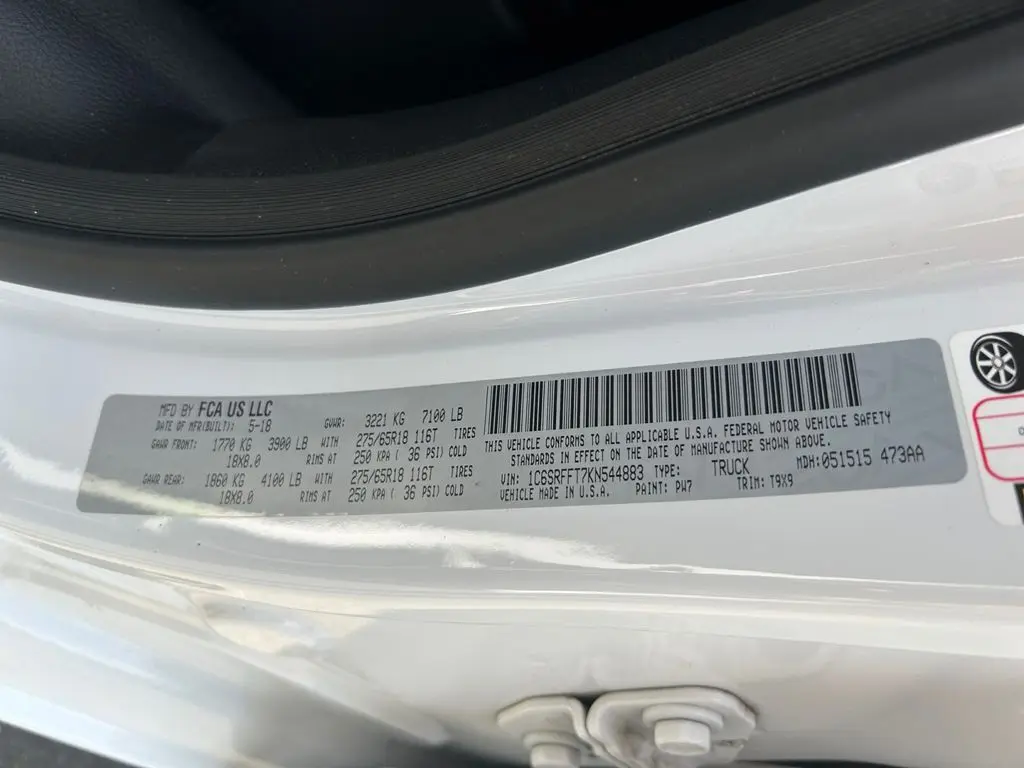 MFD BY FCA US LLC
DATE OF MFR(BUILT): 5-18 GVWR: 3221 KG 7100 LB
GAWR FRONT: 1770 KG 3900 LB WITH 275/65R18 116T TIRES
18X8.0 RIMS AT 250 KPA ( 36 PSI) COLD
GAWR REAR: 1860 KG 4100 LB WITH 275/65R18 116T TIRES
18X8.0 RIMS AT 250 KPA ( 36 PSI) COLD
THIS VEHICLE CONFORMS TO ALL APPLICABLE U.S.A. FEDERAL MOTOR VEHICLE SAFETY
STANDARDS IN EFFECT ON THE DATE OF MANUFACTURE SHOWN ABOVE.
VIN: 1C6SRFFT7KN544883 TYPE: TRUCK MDH:051515 473AA
VEHICLE MADE IN U.S.A. PAINT: PW7 TRIM: T9X9